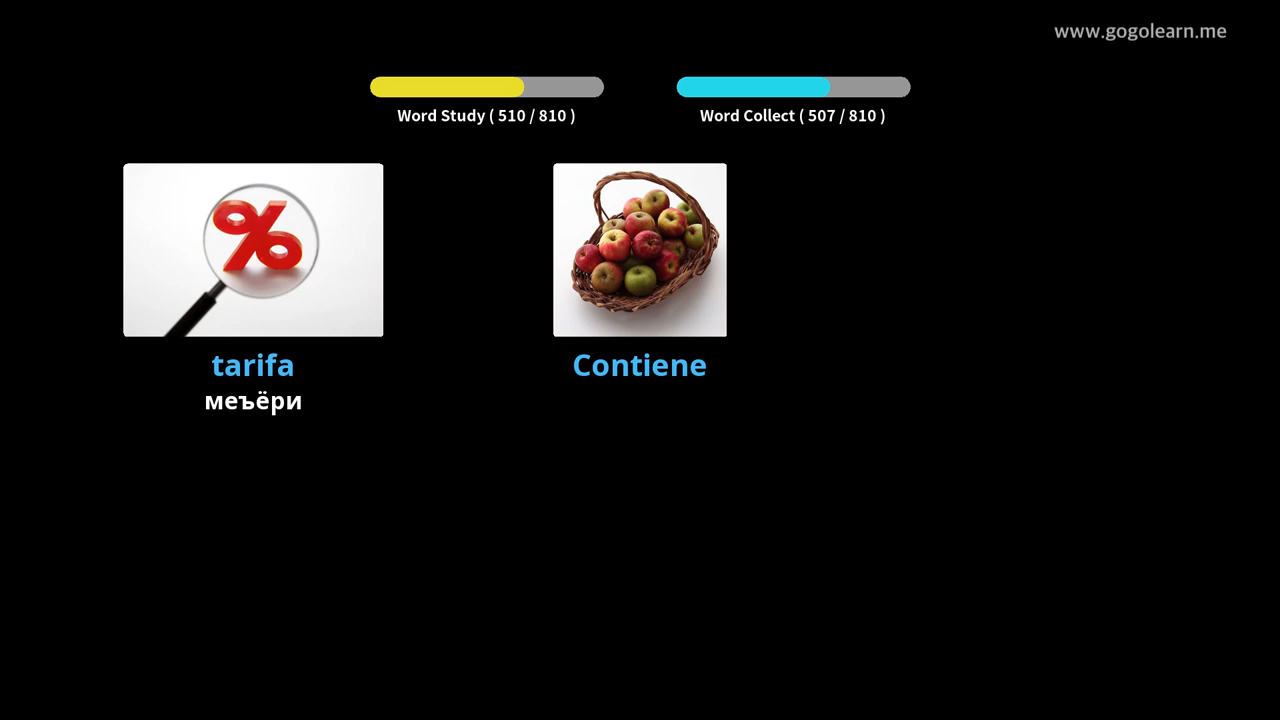 www.gogolearn.me
Word Study ( 510 / 810 )
Word Collect ( 507 / 810 )
%
tarifa
меъёри
Contiene